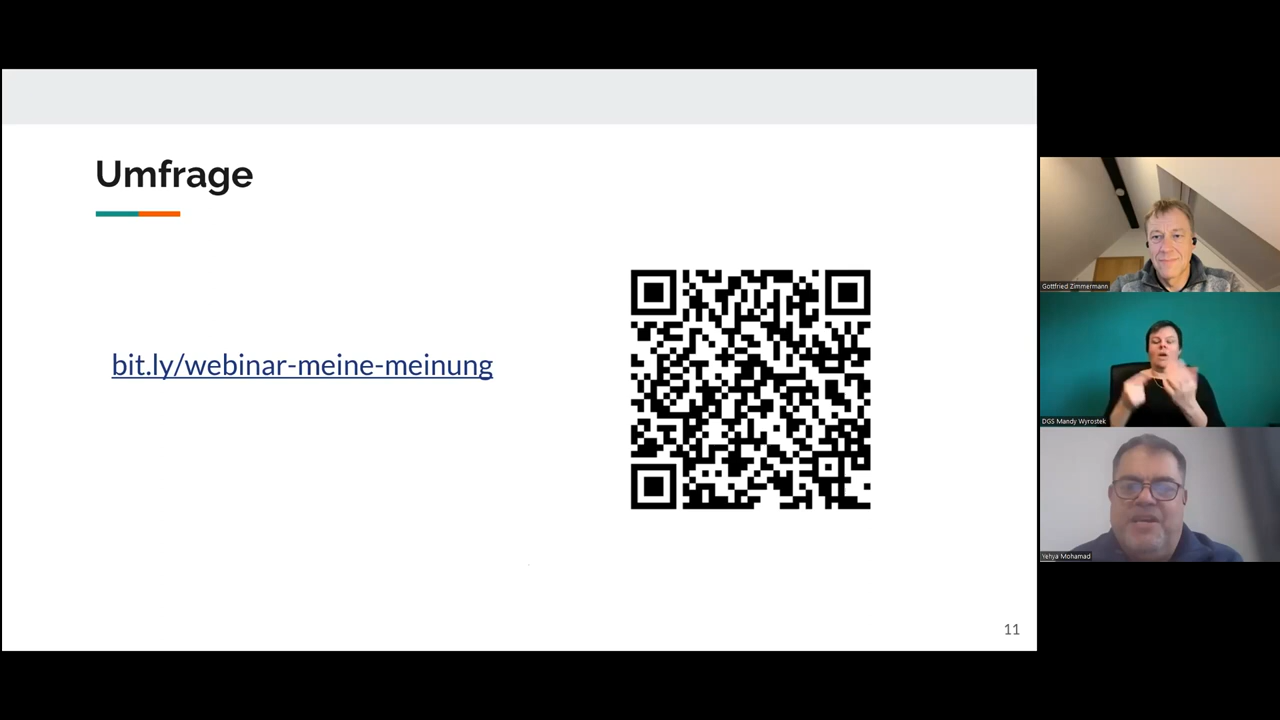 Umfrage
bit.ly/webinar-meine-meinung
11
Gottfried Zimmermann
DGS Mandy Wyrostek
Yehya Mohamad